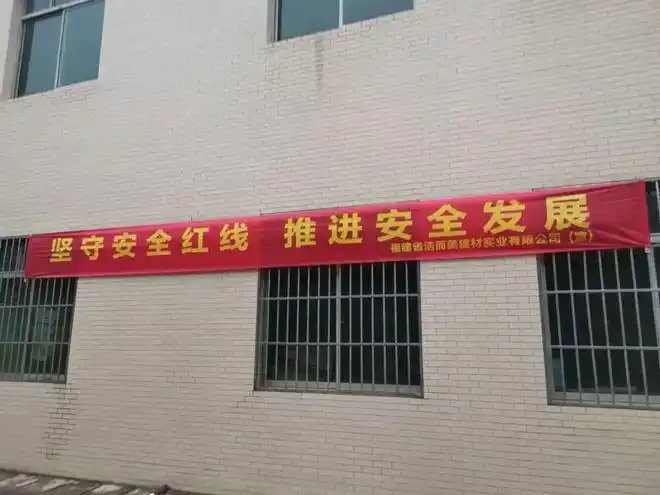 坚守安全红线 推进安全发展
福建省洁而美建材实业有限公司（宣）